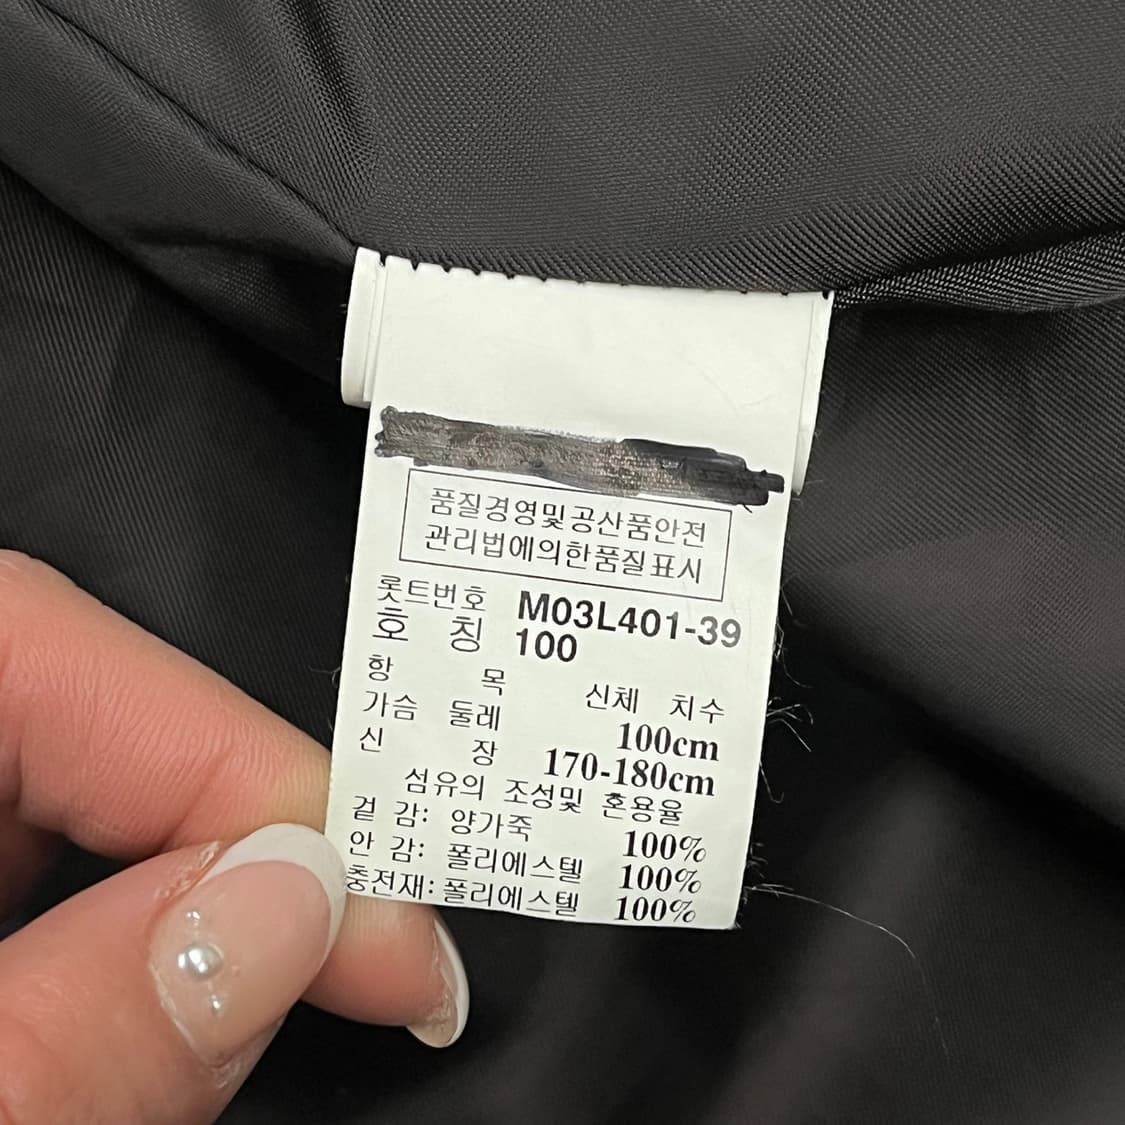 품질경영및공산품안전
관리법에의한품질표시
롯트번호 M03L401-39
호 칭 100
항 목 신체 치수
가슴 둘레 100cm
신 장 170-180cm
섬유의 조성및 혼용율
겉 감: 양가죽 100%
안 감: 폴리에스텔 100%
충전재: 폴리에스텔 100%